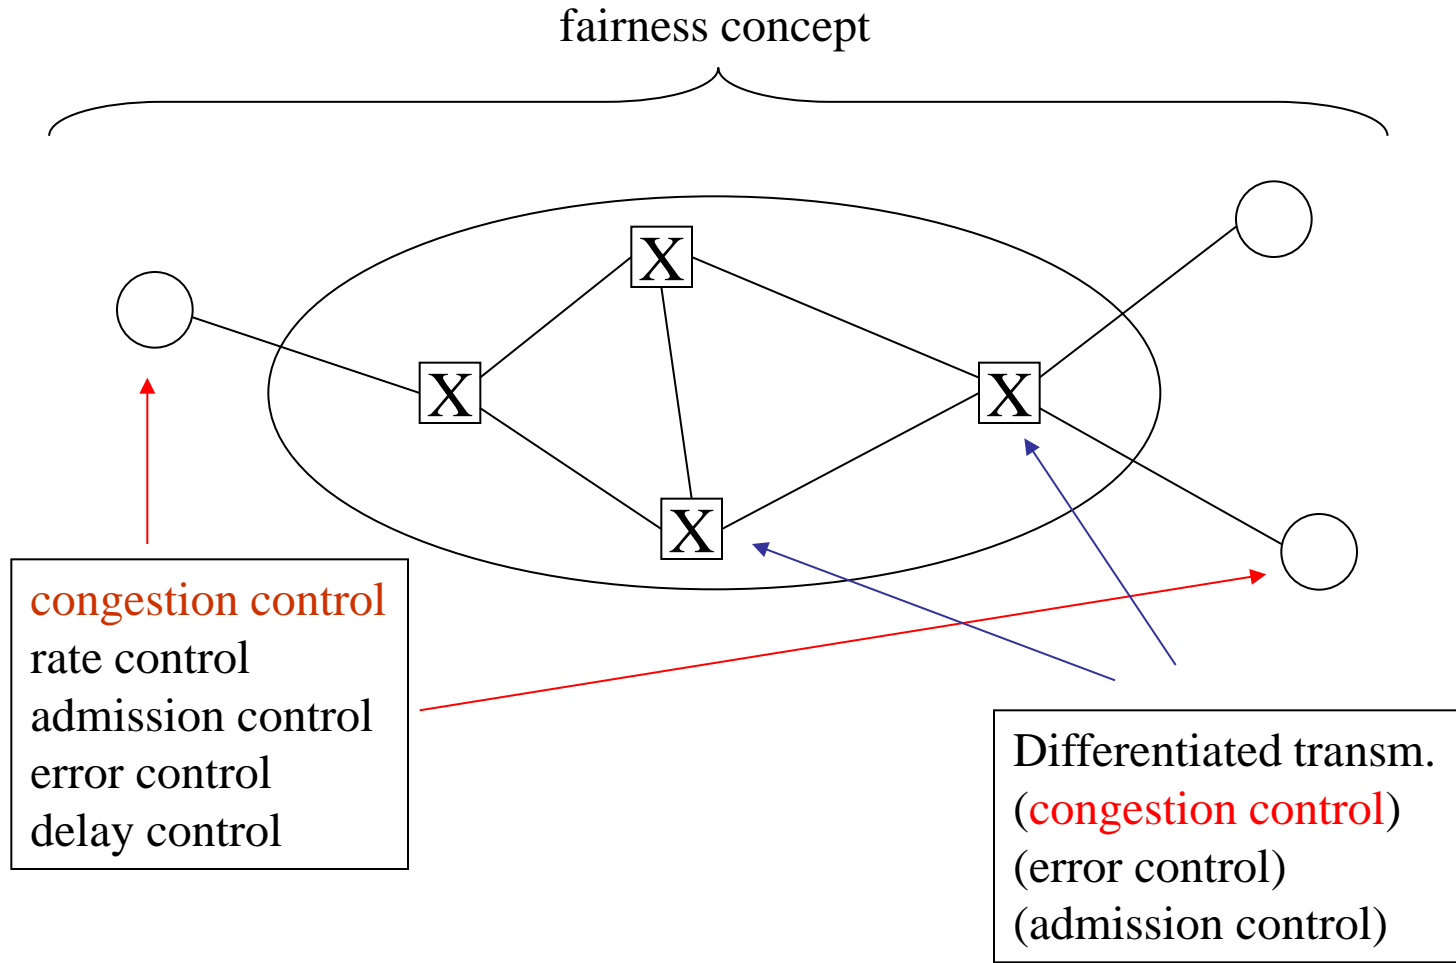 fairness concept
X
X
X
X
congestion control
rate control
admission control
error control
delay control
Differentiated transm.
(congestion control)
(error control)
(admission control)